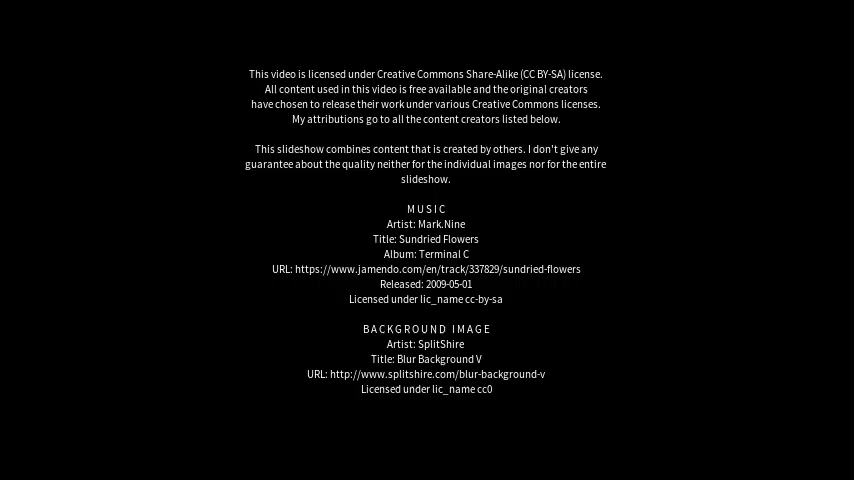 This video is licensed under Creative Commons Share-Alike (CC BY-SA) license.
All content used in this video is free available and the original creators
have chosen to release their work under various Creative Commons licenses.
My attributions go to all the content creators listed below.
This slideshow combines content that is created by others. I don't give any
guarantee about the quality neither for the individual images nor for the entire
slideshow.
MUSIC
Artist: Mark.Nine
Title: Sundried Flowers
Album: Terminal C
URL: https://www.jamendo.com/en/track/337829/sundried-flowers
Released: 2009-05-01
Licensed under lic_name cc-by-sa
BACKGROUND IMAGE
Artist: SplitShire
Title: Blur Background V
URL: http://www.splitshire.com/blur-background-v
Licensed under lic_name cc0